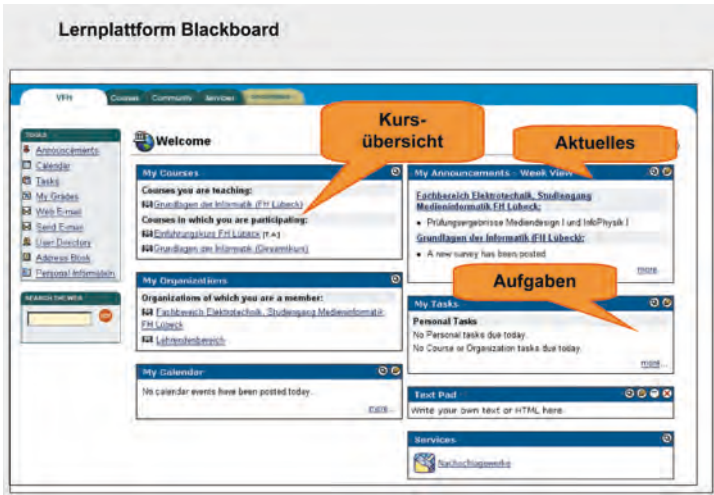 Lernplattform Blackboard
VFH
Courses
Community
Services
Kurs-
übersicht
Aktuelles
TOOLS
Announcements
Calendar
Tasks
My Grades
Web E-mail
Send E-mail
User Directory
Address Book
Personal Information
SEARCH THE WEB
Welcome
My Courses
Courses you are teaching:
Grundlagen der Informatik (FH Lübeck)
Courses in which you are participating:
Einführungskurs FH Lübeck [T.A.]
Grundlagen der Informatik (Gesamtkurs)
My Organizations
Organizations of which you are a member:
Fachbereich Elektrotechnik, Studiengang Medieninformatik
FH Lübeck
Lehrendenbereich
My Calendar
No calendar events have been posted today.
more...
My Announcements - Week View
Fachbereich Elektrotechnik, Studiengang
Medieninformatik FH Lübeck:
• Prüfungsergebnisse Mediendesign I und InfoPhysik I
Grundlagen der Informatik (FH Lübeck):
• A new survey has been posted
more...
Aufgaben
My Tasks
Personal Tasks
No Personal tasks due today.
No Course or Organization tasks due today.
more...
Text Pad
Write your own text or HTML here.
Services
Nachschlagewerke